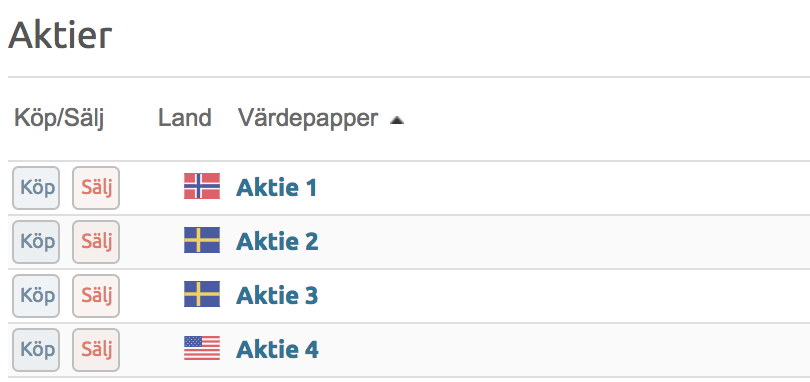 Aktier
Köp/Sälj Land Värdepapper
Köp Sälj Aktie 1
Köp Sälj Aktie 2
Köp Sälj Aktie 3
Köp Sälj Aktie 4